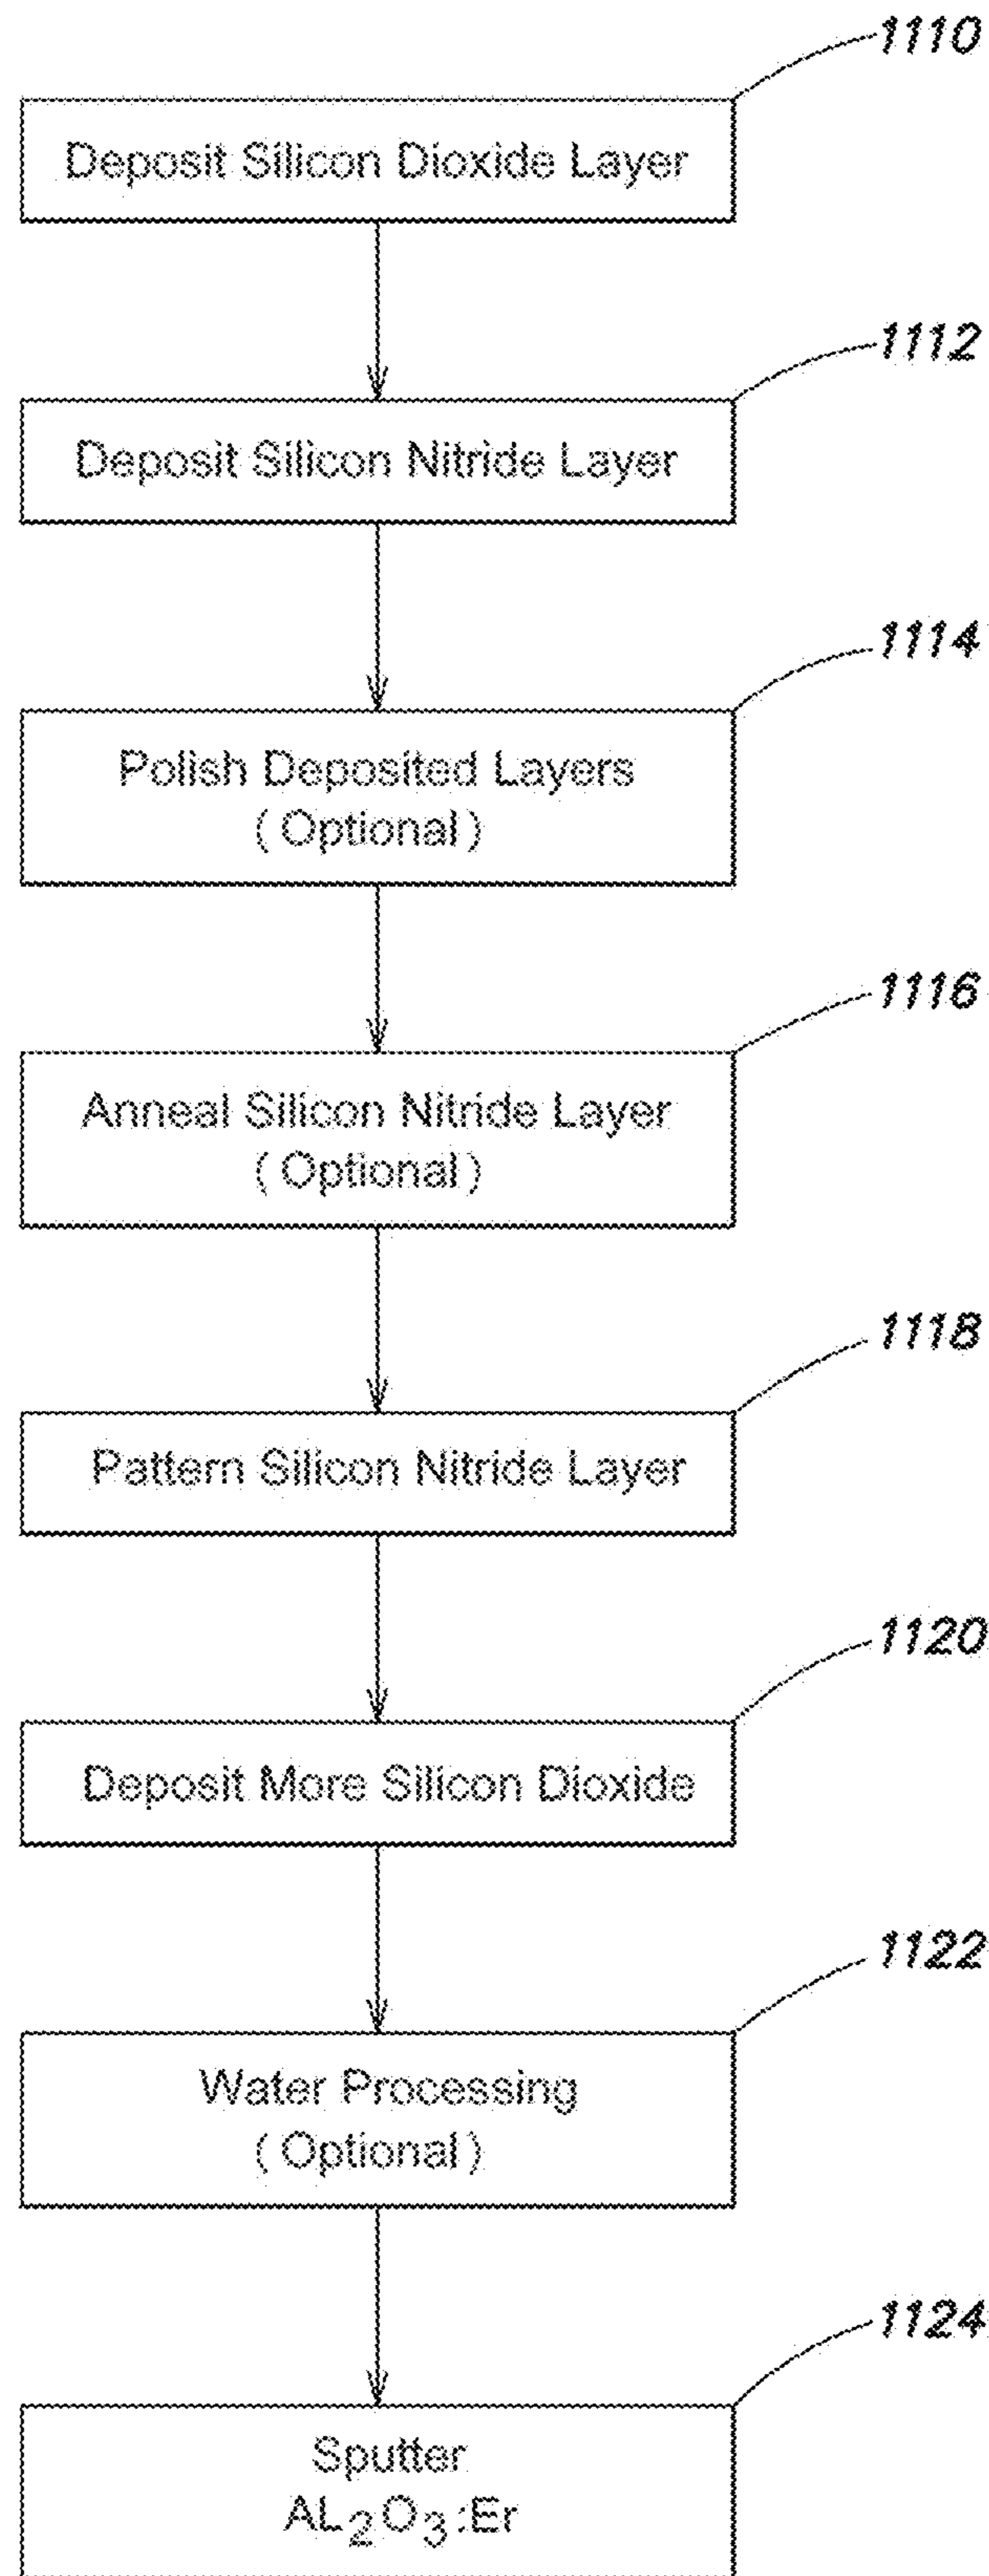 1110
Deposit Silicon Dioxide Layer
1112
Deposit Silicon Nitride Layer
1114
Polish Deposited Layers
( Optional )
1116
Anneal Silicon Nitride Layer
( Optional )
1118
Pattern Silicon Nitride Layer
1120
Deposit More Silicon Dioxide
1122
Water Processing
( Optional )
1124
Sputter
AL₂O₃:Er